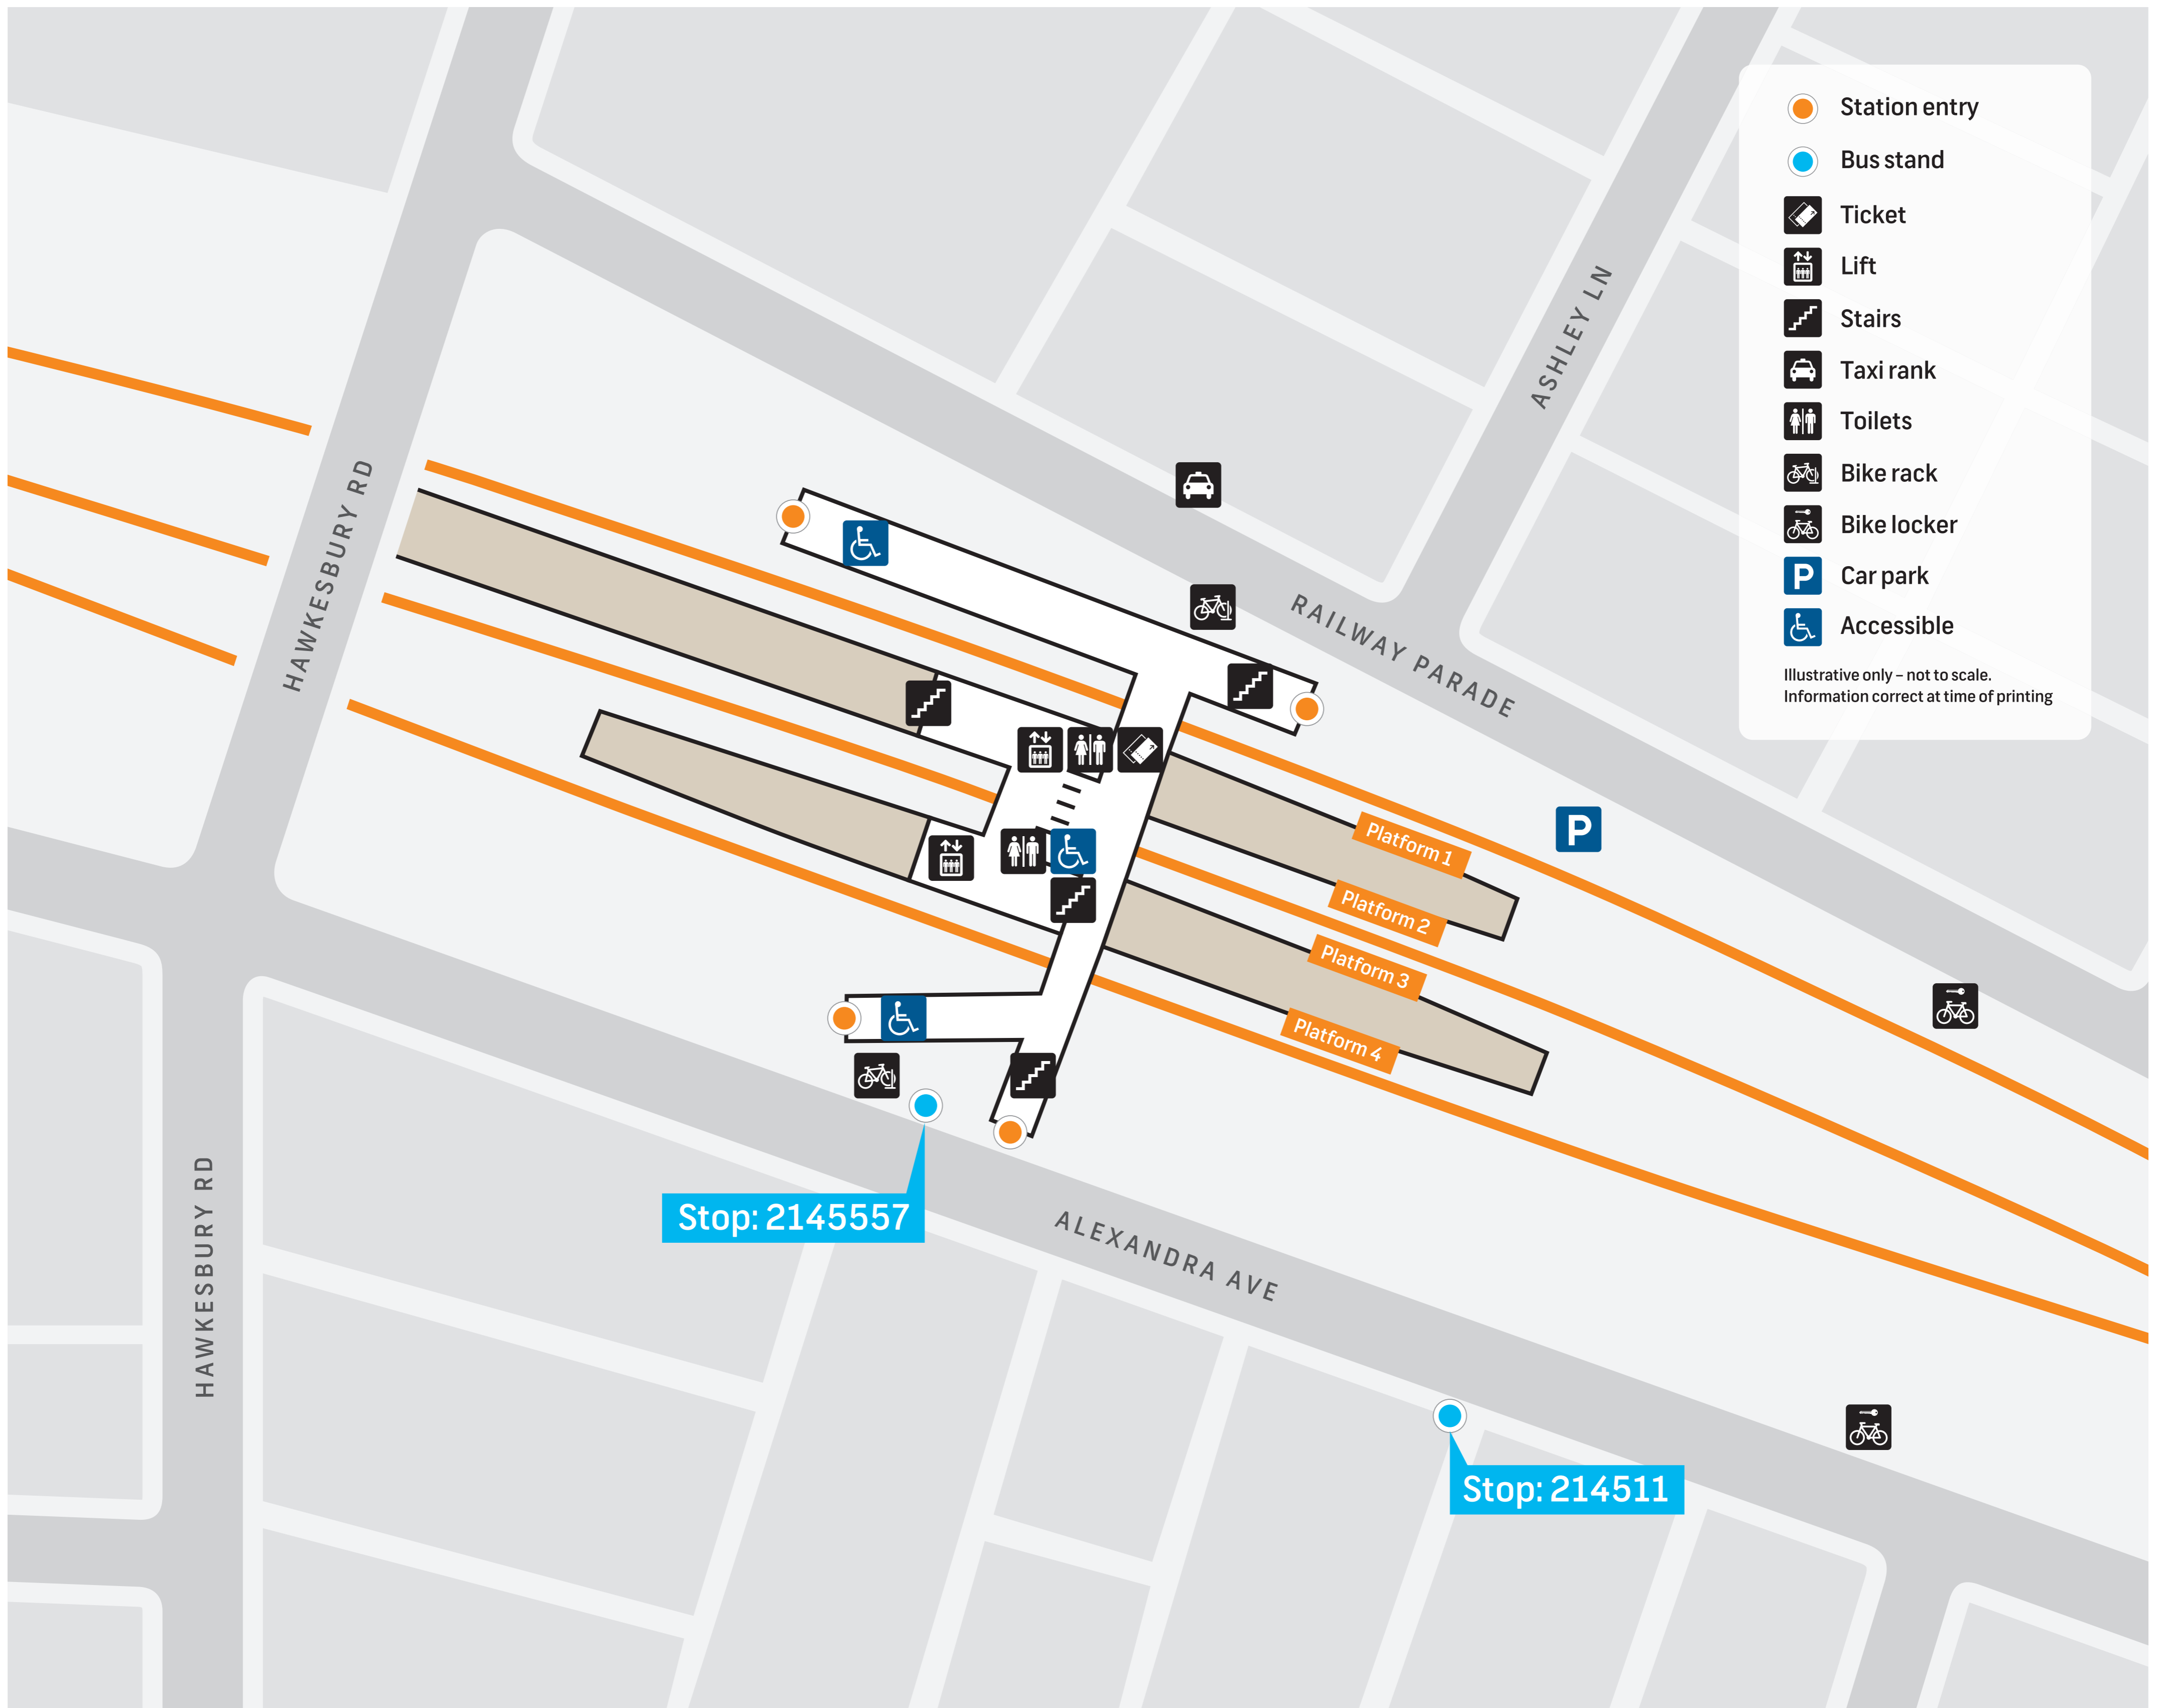 Station entry
Bus stand
Ticket
Lift
Stairs
Taxi rank
Toilets
Bike rack
Bike locker
P Car park
Accessible
Illustrative only – not to scale.
Information correct at time of printing
ASHLEY LN
HAWKESBURY RD
RAILWAY PARADE
P
Platform 1
Platform 2
Platform 3
Platform 4
Stop: 2145557
ALEXANDRA AVE
HAWKESBURY RD
Stop: 214511